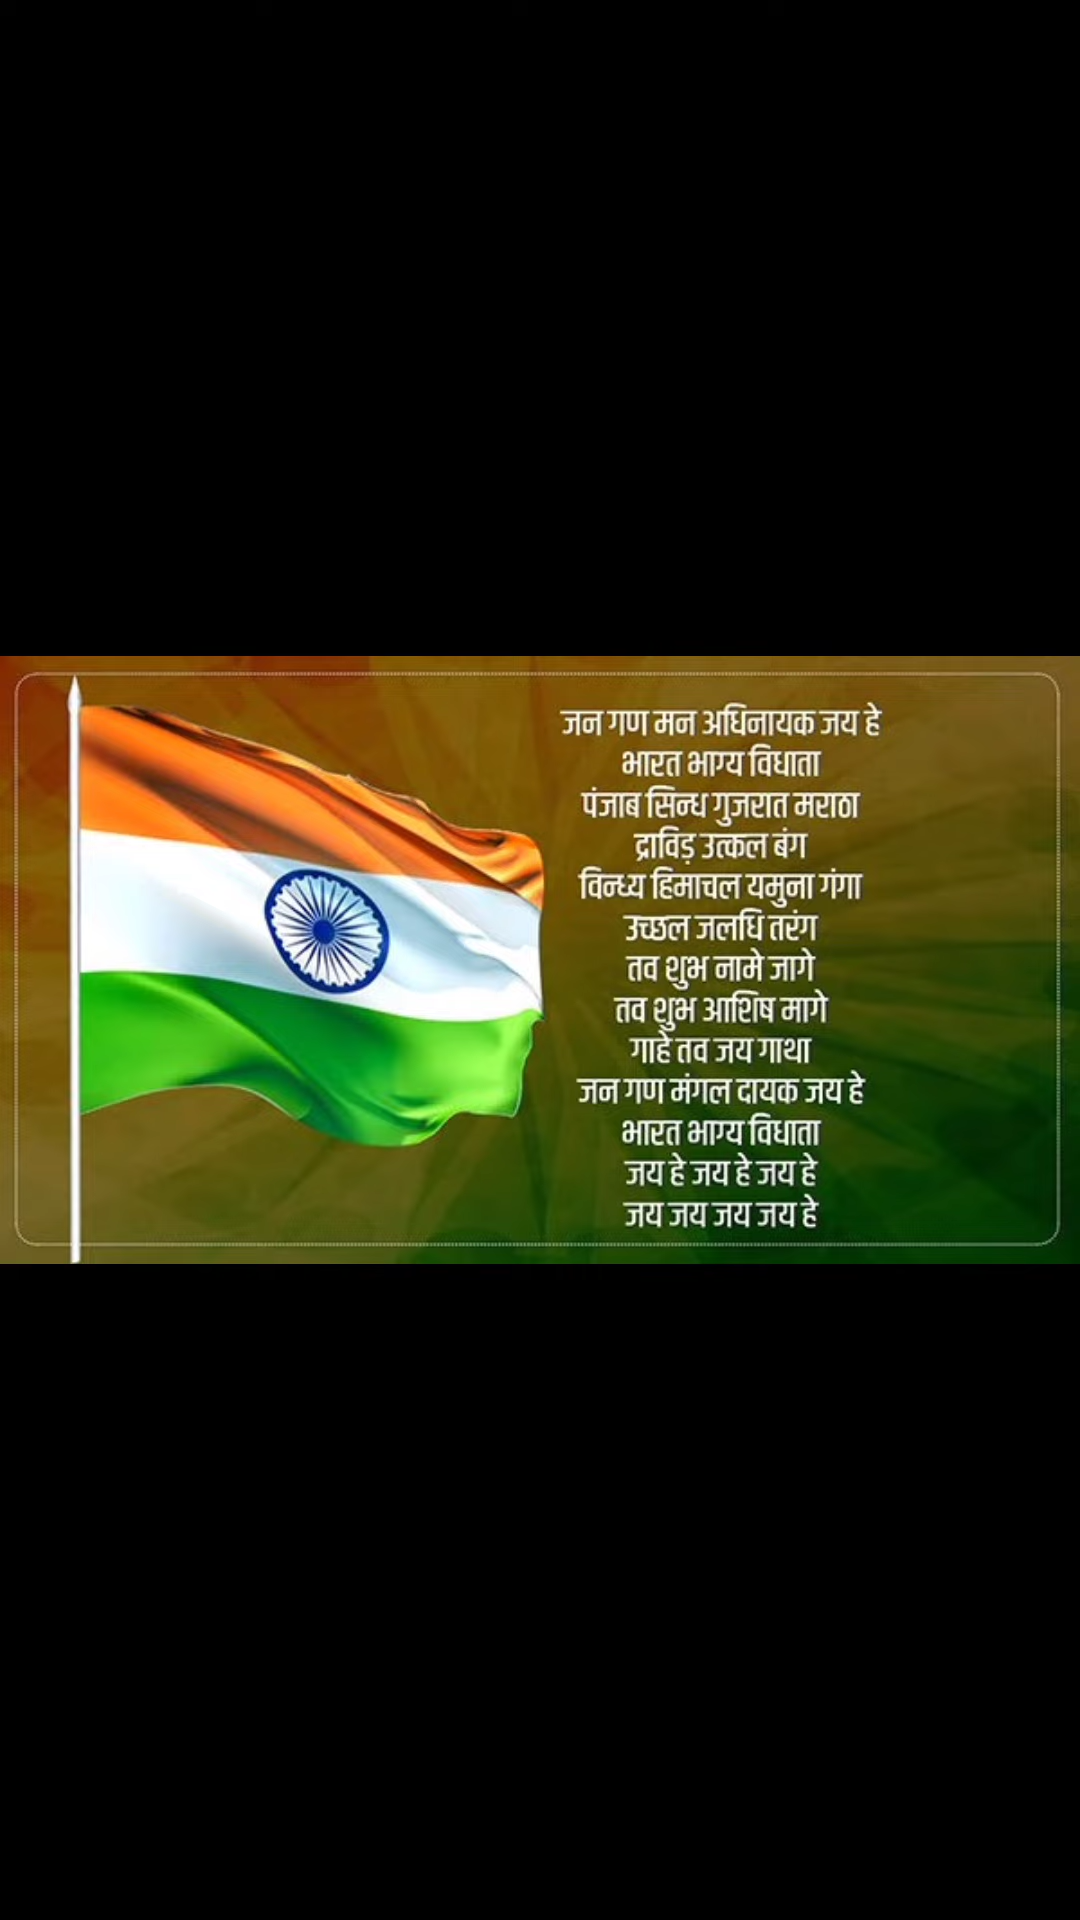 जन गण मन अधिनायक जय हे
भारत भाग्य विधाता
पंजाब सिन्ध गुजरात मराठा
द्राविड़ उत्कल बंग
विन्ध्य हिमाचल यमुना गंगा
उच्छल जलधि तरंग
तव शुभ नामे जागे
तव शुभ आशिष मागे
गाहे तव जय गाथा
जन गण मंगल दायक जय हे
भारत भाग्य विधाता
जय हे जय हे जय हे
जय जय जय जय हे